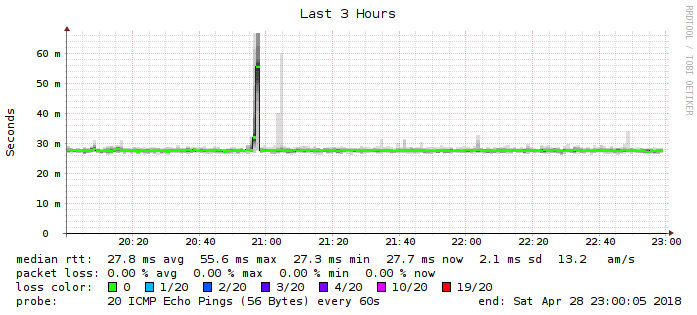 Last 3 Hours
RRDTOOL / TOBI OETIKER
Seconds
60 m
50 m
40 m
30 m
20 m
10 m
0
20:20 20:40 21:00 21:20 21:40 22:00 22:20 22:40 23:00
median rtt: 27.8 ms avg 55.6 ms max 27.3 ms min 27.7 ms now 2.1 ms sd 13.2 am/s
packet loss: 0.00 % avg 0.00 % max 0.00 % min 0.00 % now
loss color: 0 1/20 2/20 3/20 4/20 10/20 19/20
probe: 20 ICMP Echo Pings (56 Bytes) every 60s end: Sat Apr 28 23:00:05 2018